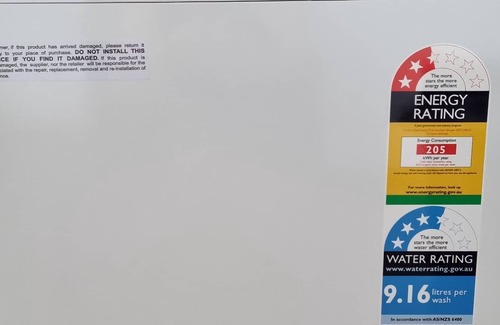 mer, if this product has arrived damaged, please return it
y to your place of purchase. DO NOT INSTALL THIS
CE IF YOU FIND IT DAMAGED. If this product is
amaged, the supplier, nor the retailer will be responsible for the
ciated with the repair, replacement, removal and re-installation of
nce.
The more
stars the more
energy efficient
ENERGY
RATING
Energy Consumption
205
kWh per year
For more information, look up
www.energyrating.gov.au
The more
stars the more
water efficient
WATER RATING
www.waterrating.gov.au
9.16 litres per
wash
In accordance with AS/NZS 6400